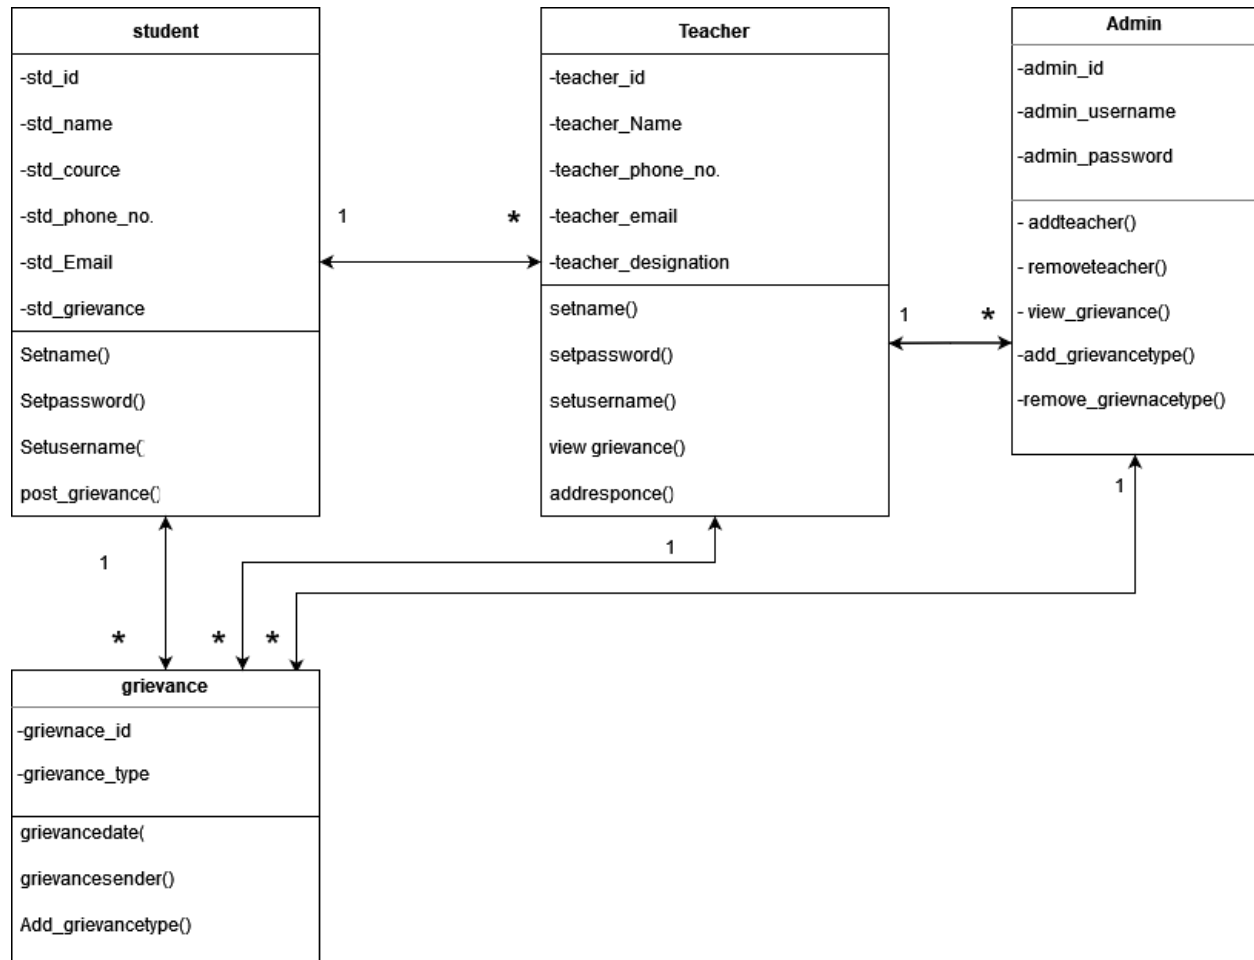 student
-std_id
-std_name
-std_cource
-std_phone_no.
-std_Email
-std_grievance
Setname()
Setpassword()
Setusername(
post_grievance()
1
*
Teacher
-teacher_id
-teacher_Name
-teacher_phone_no.
-teacher_email
-teacher_designation
setname()
setpassword()
setusername()
view grievance()
addresponce()
1
*
Admin
-admin_id
-admin_username
-admin_password
- addteacher()
- removeteacher()
- view_grievance()
-add_grievancetype()
-remove_grievnacetype()
1
1
1
*
*
*
grievance
-grievnace_id
-grievance_type
grievancedate(
grievancesender()
Add_grievancetype()